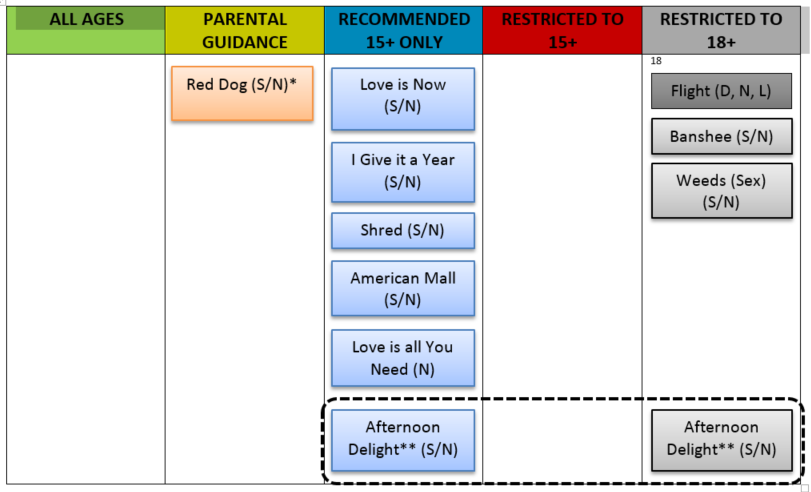 ALL AGES
PARENTAL
GUIDANCE
RECOMMENDED
15+ ONLY
RESTRICTED TO
15+
RESTRICTED TO
18+
Red Dog (S/N)*
Love is Now
(S/N)
I Give it a Year
(S/N)
Shred (S/N)
American Mall
(S/N)
Love is all You
Need (N)
Afternoon
Delight** (S/N)
18
Flight (D, N, L)
Banshee (S/N)
Weeds (Sex)
(S/N)
Afternoon
Delight** (S/N)